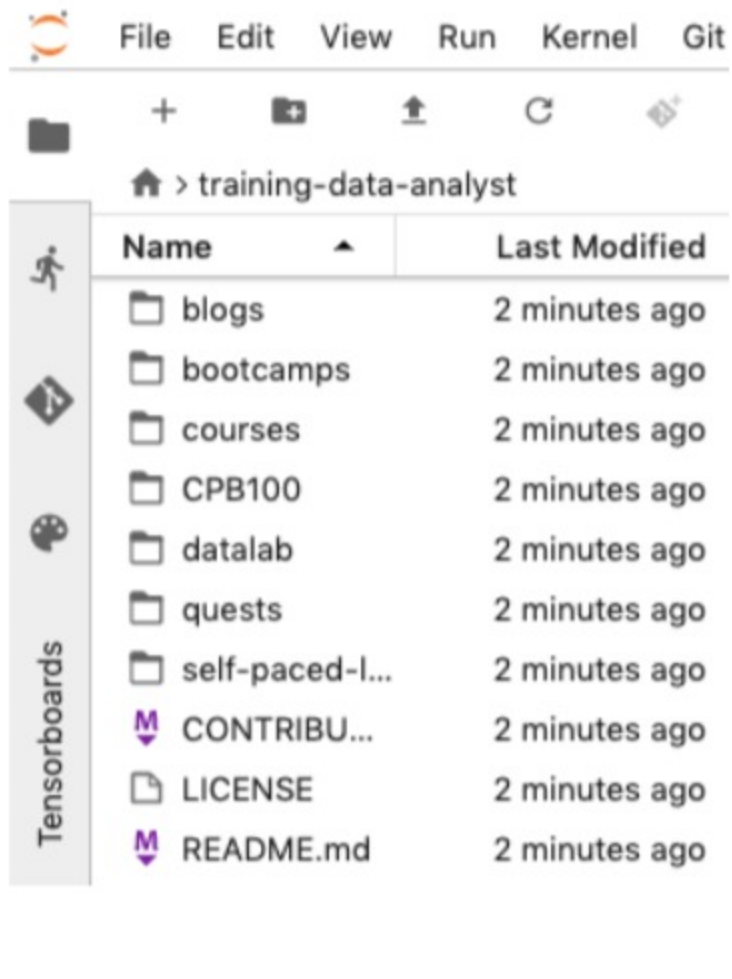 File Edit View Run Kernel Git
training-data-analyst
Name Last Modified
blogs 2 minutes ago
bootcamps 2 minutes ago
courses 2 minutes ago
CPB100 2 minutes ago
datalab 2 minutes ago
quests 2 minutes ago
self-paced-l... 2 minutes ago
CONTRIBU... 2 minutes ago
LICENSE 2 minutes ago
README.md 2 minutes ago
Tensorboards